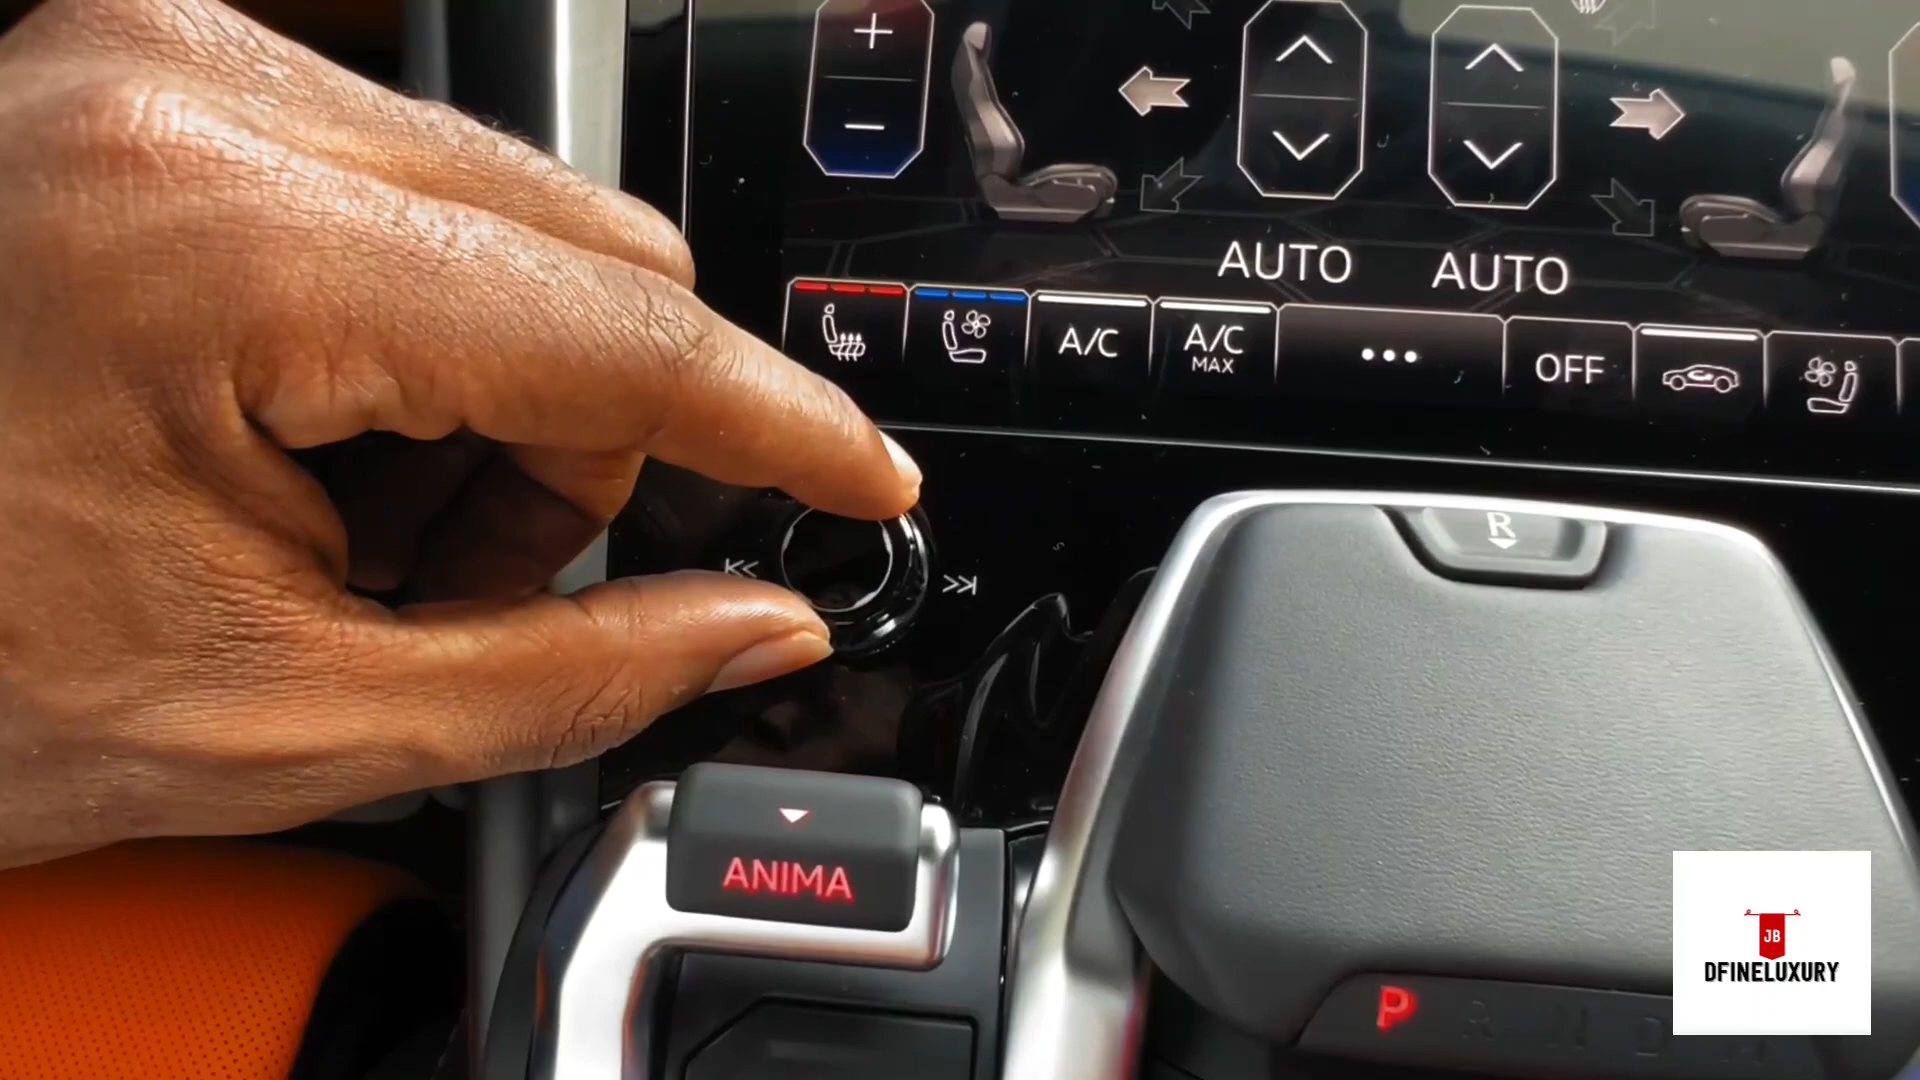 AUTO AUTO
A/C
A/C
MAX
OFF
R
ANIMA
P R N D
JB
DFINELUXURY